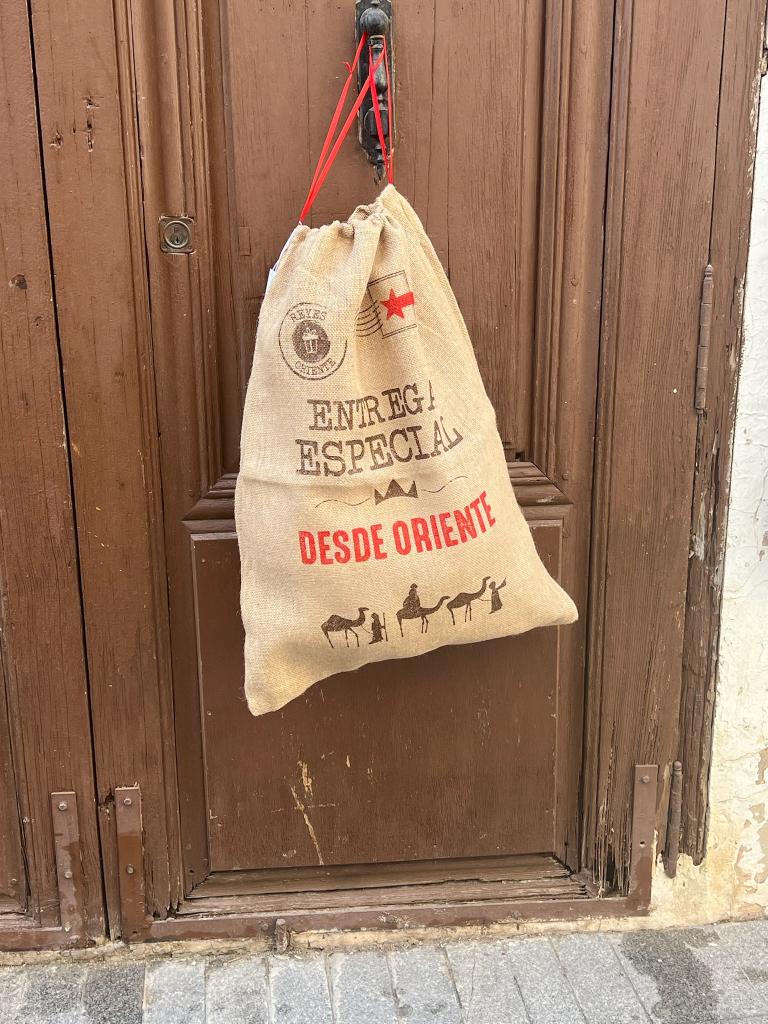 REYES
ORIENTE
ENTREGA
ESPECIAL
DESDE ORIENTE